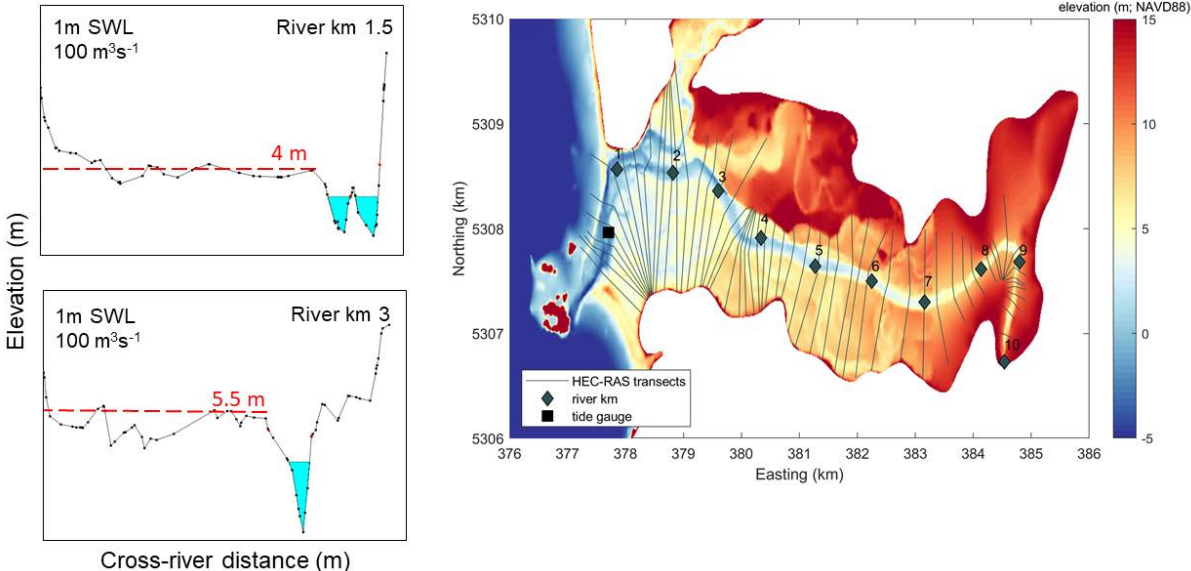 1m SWL
100 m³s⁻¹
River km 1.5
4 m
1m SWL
100 m³s⁻¹
River km 3
5.5 m
Elevation (m)
Cross-river distance (m)
elevation (m; NAVD88)
5310
5309
5308
5307
5306
Northing (km)
376
377
378
379
380
381
382
383
384
385
386
Easting (km)
1
2
3
4
5
6
7
8
9
10
HEC-RAS transects
river km
tide gauge
15
10
5
0
-5